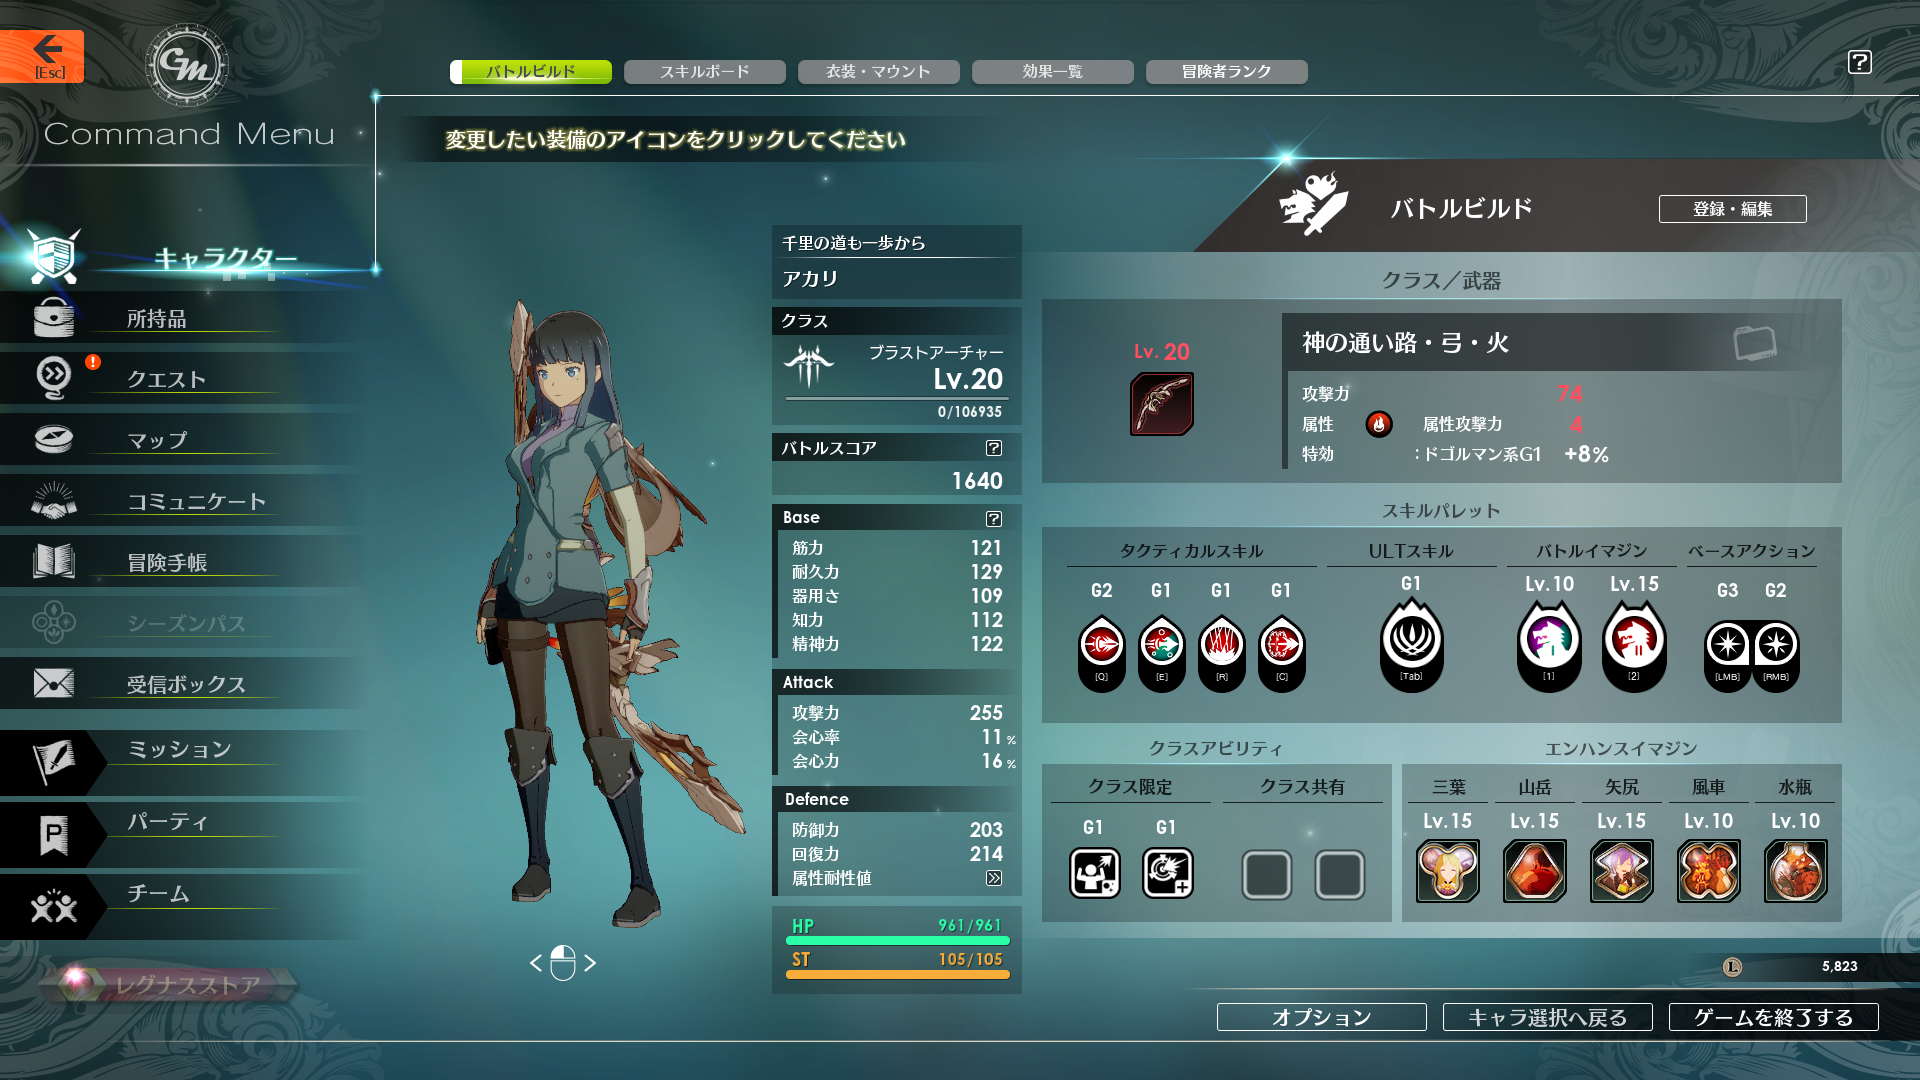 [Esc]
GM
Command Menu
バトルビルド
スキルボード
衣装・マウント
効果一覧
冒険者ランク
?
変更したい装備のアイコンをクリックしてください
キャラクター
所持品
クエスト
マップ
コミュニケート
冒険手帳
シーズンパス
受信ボックス
ミッション
パーティ
チーム
レグナスストア
千里の道も一歩から
アカリ
クラス
ブラストアーチャー
Lv.20
0/106935
バトルスコア ?
1640
Base ?
筋力 121
耐久力 129
器用さ 109
知力 112
精神力 122
Attack
攻撃力 255
会心率 11 %
会心力 16 %
Defence
防御力 203
回復力 214
属性耐性値
HP 961/961
ST 105/105
バトルビルド
登録・編集
クラス／武器
Lv. 20
神の通い路・弓・火
攻撃力 74
属性 属性攻撃力 4
特効 : ドゴルマン系G1 +8%
スキルパレット
タクティカルスキル ULTスキル バトルイマジン ベースアクション
G2 G1 G1 G1 G1 Lv.10 Lv.15 G3 G2
[Q] [E] [R] [C] [Tab] [1] [2] [LMB] [RMB]
クラスアビリティ
クラス限定 クラス共有
G1 G1
エンハンスイマジン
三葉 山岳 矢尻 風車 水瓶
Lv.15 Lv.15 Lv.15 Lv.10 Lv.10
L 5,823
オプション
キャラ選択へ戻る
ゲームを終了する